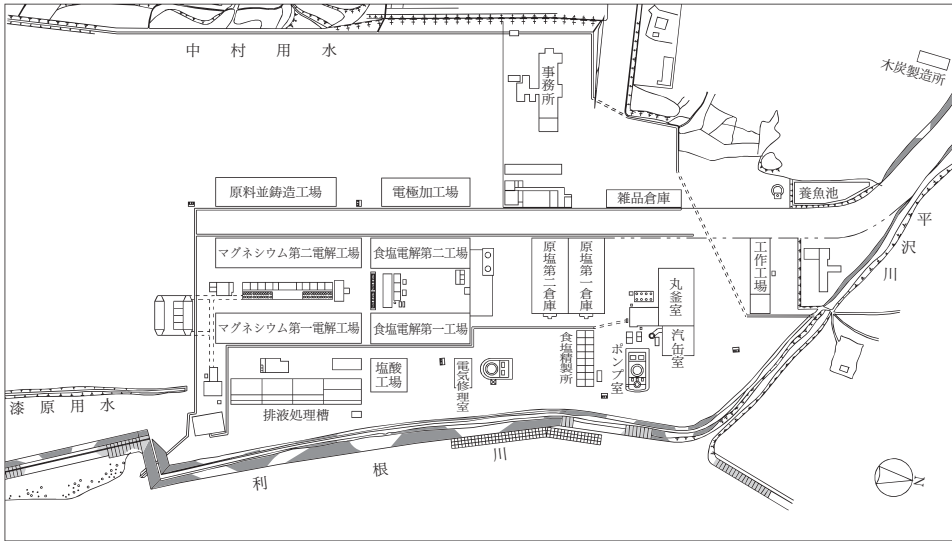 中村用水
事務所
木炭製造所
原料並鋳造工場
電極加工場
雑品倉庫
養魚池
平沢川
マグネシウム第二電解工場
食塩電解第二工場
原塩第二倉庫
原塩第一倉庫
工作工場
丸釜室
マグネシウム第一電解工場
食塩電解第一工場
汽缶室
食塩精製所
ポンプ室
塩酸
工場
電気修理室
漆原用水
排液処理槽
利根川
N